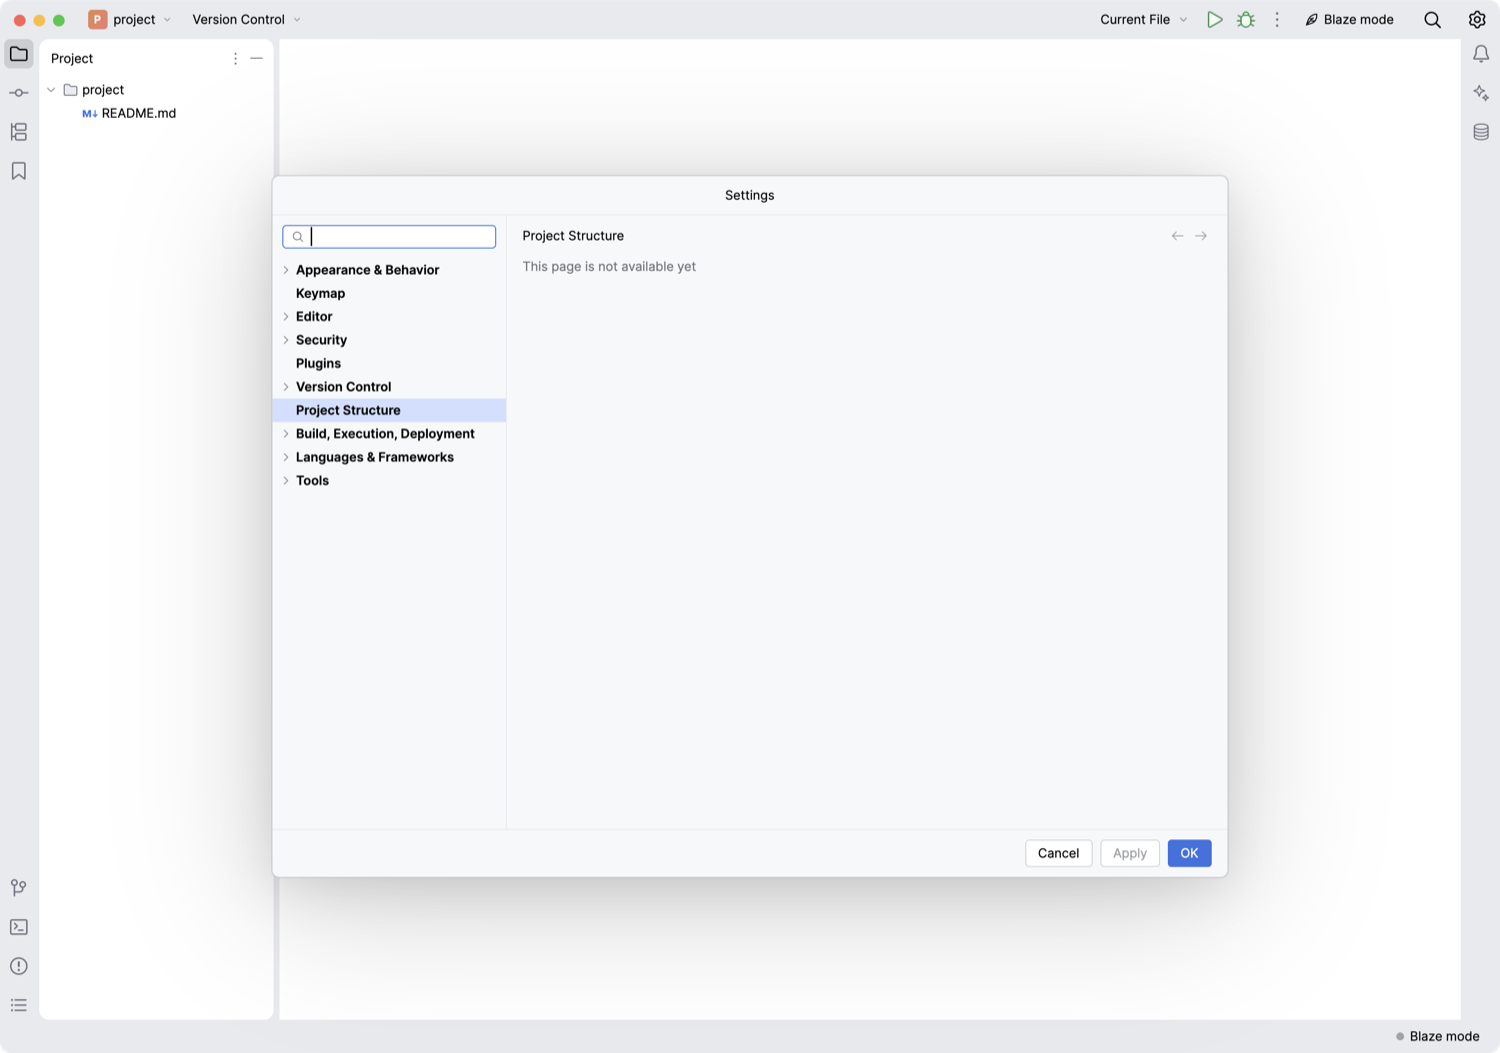 P project Version Control Current File Blaze mode
Project
project
M↓ README.md
Settings
Project Structure
This page is not available yet
Appearance & Behavior
Keymap
Editor
Security
Plugins
Version Control
Project Structure
Build, Execution, Deployment
Languages & Frameworks
Tools
Cancel Apply OK
Blaze mode